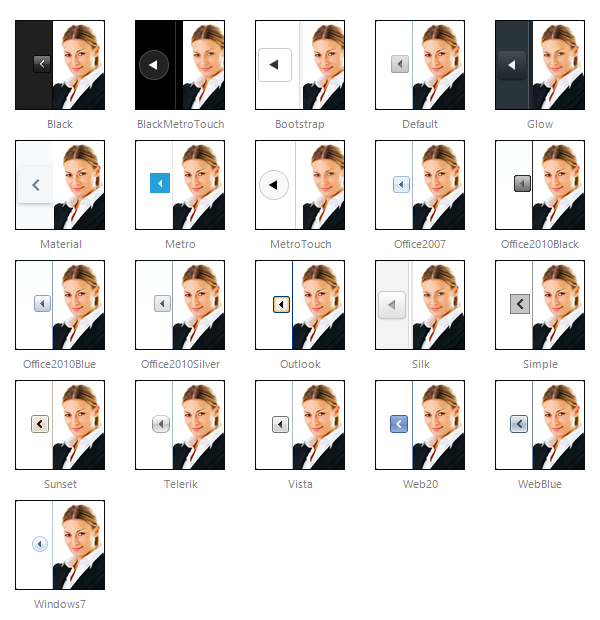 Black
BlackMetroTouch
Bootstrap
Default
Glow
Material
Metro
MetroTouch
Office2007
Office2010Black
Office2010Blue
Office2010Silver
Outlook
Silk
Simple
Sunset
Telerik
Vista
Web20
WebBlue
Windows7